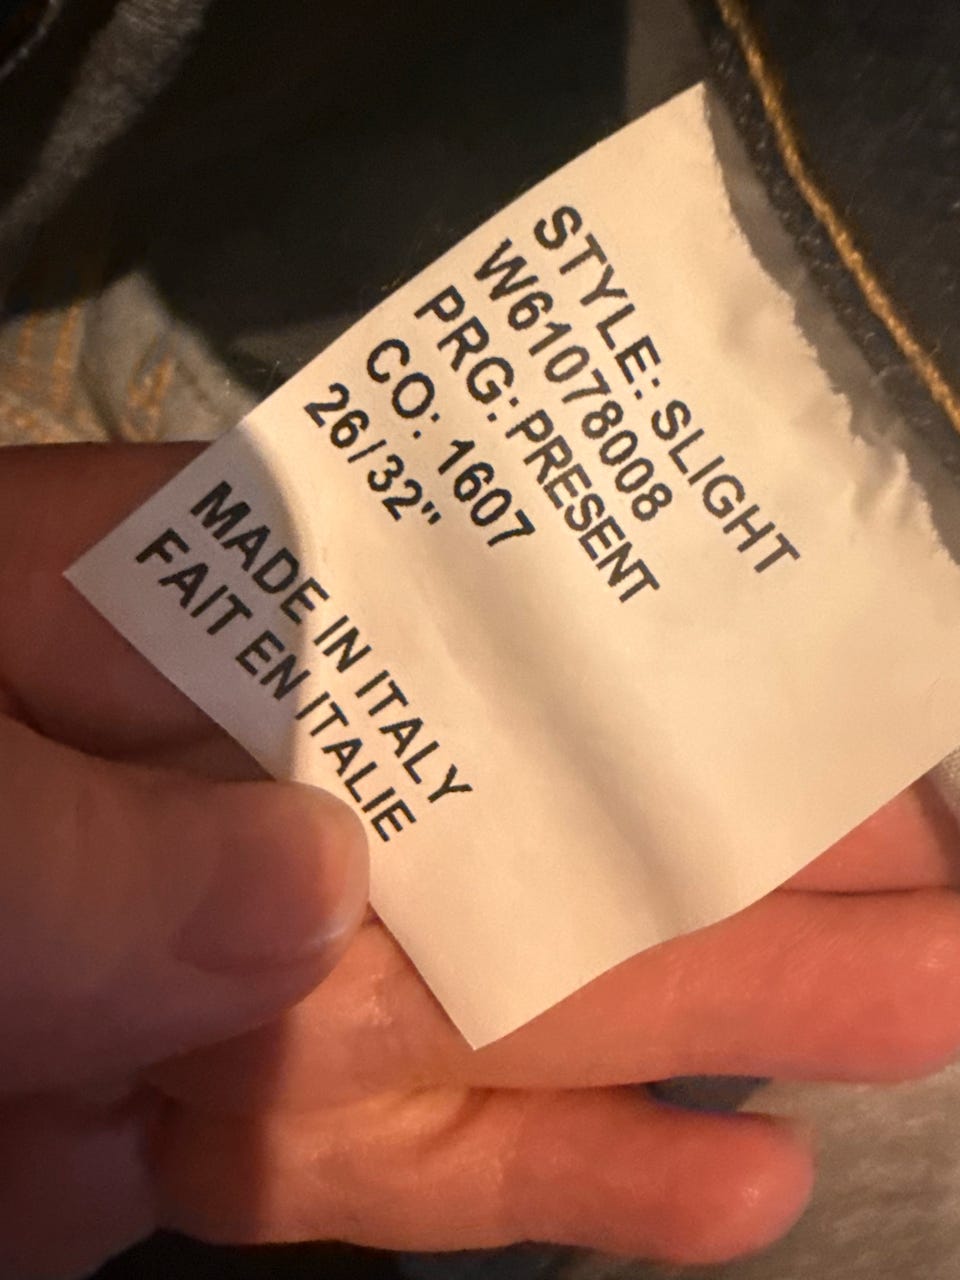 STYLE: SLIGHT
W61078008
PRG: PRESENT
CO: 1607
26/32"
MADE IN ITALY
FAIT EN ITALIE